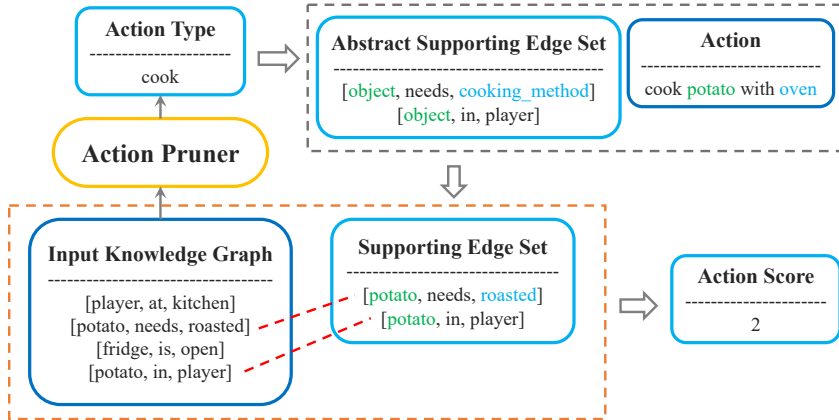 Action Type
----------------------
cook
Abstract Supporting Edge Set
------------------------------------------
[object, needs, cooking_method]
[object, in, player]
Action
----------------------------
cook potato with oven
Action Pruner
Input Knowledge Graph
---------------------------------
[player, at, kitchen]
[potato, needs, roasted]
[fridge, is, open]
[potato, in, player]
Supporting Edge Set
---------------------------------
[potato, needs, roasted]
[potato, in, player]
Action Score
----------------------
2